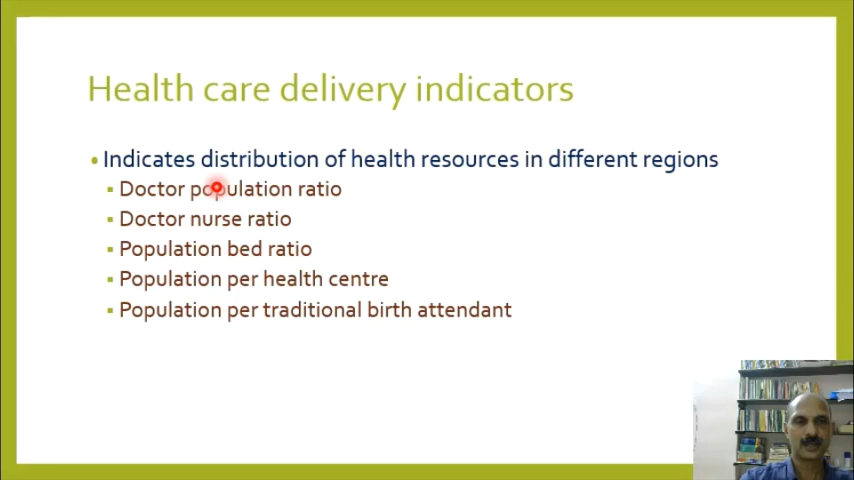 Health care delivery indicators
• Indicates distribution of health resources in different regions
▪ Doctor population ratio
▪ Doctor nurse ratio
▪ Population bed ratio
▪ Population per health centre
▪ Population per traditional birth attendant